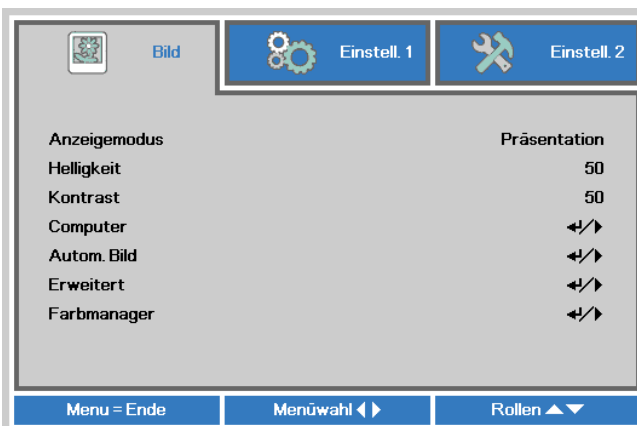 Bild Einstell. 1 Einstell. 2
Anzeigemodus Präsentation
Helligkeit 50
Kontrast 50
Computer ↲/▶
Autom. Bild ↲/▶
Erweitert ↲/▶
Farbmanager ↲/▶
Menu = Ende Menüwahl ◀ ▶ Rollen ▲▼